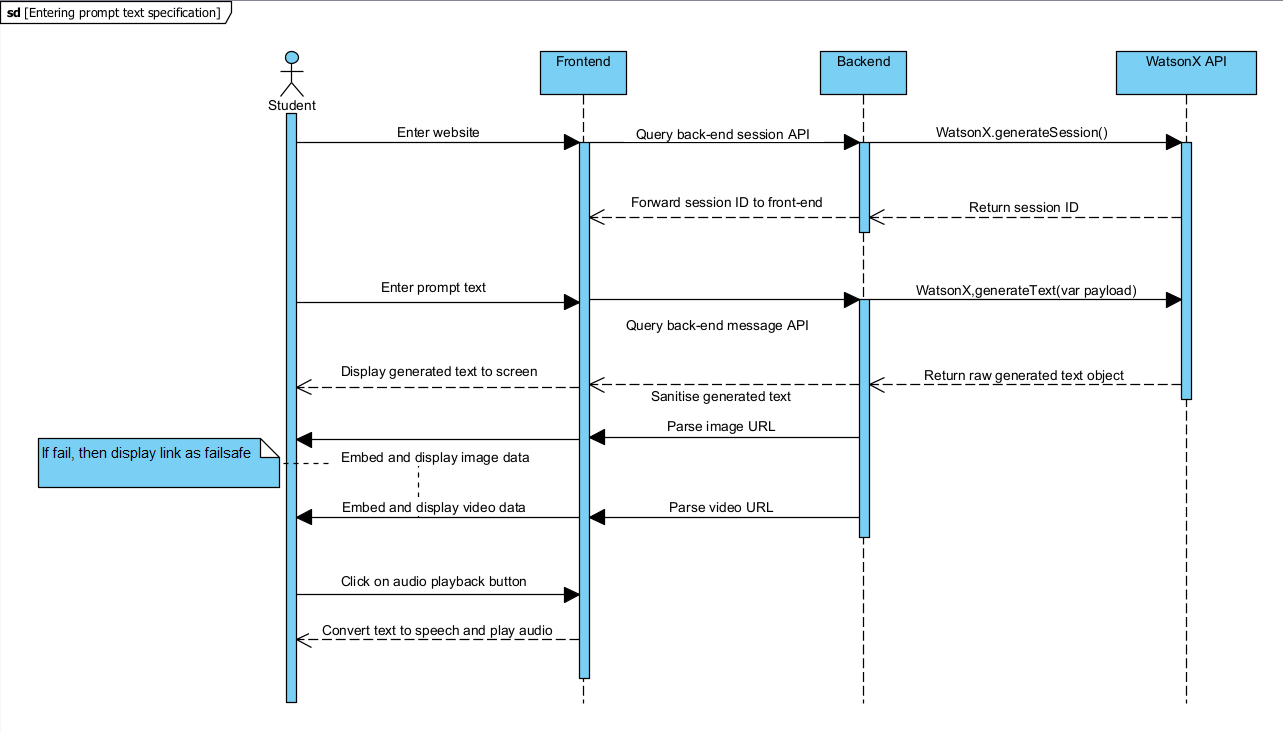 sd [Entering prompt text specification]
Student
Frontend
Backend
WatsonX API
Enter website
Query back-end session API
WatsonX.generateSession()
Forward session ID to front-end
Return session ID
Enter prompt text
WatsonX,generateText(var payload)
Query back-end message API
Display generated text to screen
Return raw generated text object
Sanitise generated text
Parse image URL
If fail, then display link as failsafe
Embed and display image data
Embed and display video data
Parse video URL
Click on audio playback button
Convert text to speech and play audio